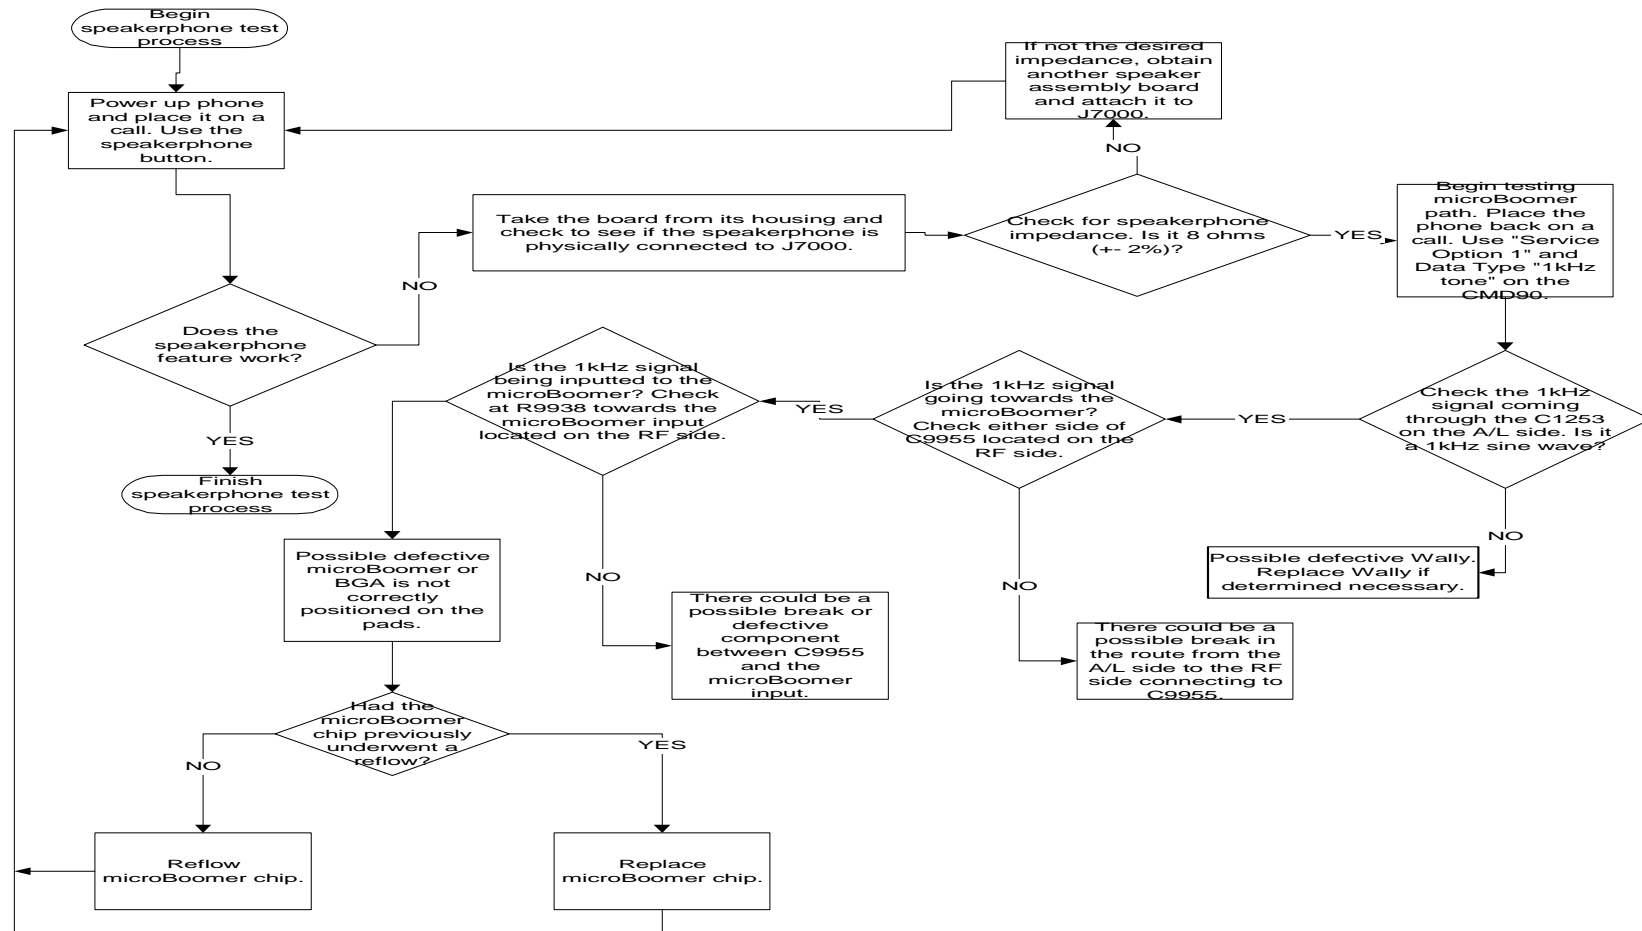 Begin
speakerphone test
process
Power up phone
and place it on a
call. Use the
speakerphone
button.
If not the desired
impedance, obtain
another speaker
assembly board
and attach it to
J7000.
NO
Take the board from its housing and
check to see if the speakerphone is
physically connected to J7000.
Check for speakerphone
impedance. Is it 8 ohms
(+- 2%)?
YES
Begin testing
microBoomer
path. Place the
phone back on a
call. Use "Service
Option 1" and
Data Type "1kHz
tone" on the
CMD90.
NO
Does the
speakerphone
feature work?
YES
Finish
speakerphone test
process
Is the 1kHz signal
being inputted to the
microBoomer? Check
at R9938 towards the
microBoomer input
located on the RF side.
YES
Is the 1kHz signal
going towards the
microBoomer?
Check either side of
C9955 located on the
RF side.
YES
Check the 1kHz
signal coming
through the C1253
on the A/L side. Is it
a 1kHz sine wave?
NO
Possible defective Wally.
Replace Wally if
determined necessary.
NO
There could be a
possible break in
the route from the
A/L side to the RF
side connecting to
C9955.
NO
There could be a
possible break or
defective
component
between C9955
and the
microBoomer
input.
Possible defective
microBoomer or
BGA is not
correctly
positioned on the
pads.
Had the
microBoomer
chip previously
underwent a
reflow?
NO
YES
Reflow
microBoomer chip.
Replace
microBoomer chip.